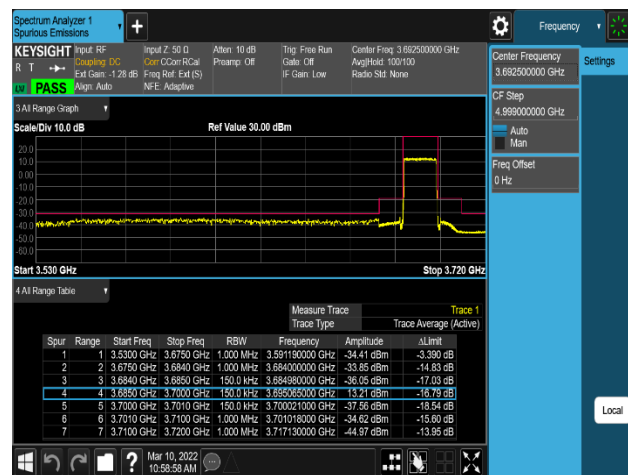 Spectrum Analyzer 1
Spurious Emissions
+
Frequency
KEYSIGHT
R T
LXI PASS
Input: RF
Coupling: DC
Ext Gain: -1.28 dB
Align: Auto
Input Z: 50 Ω
Corr CCorr RCal
Freq Ref: Ext (S)
NFE: Adaptive
Atten: 10 dB
Preamp: Off
Trig: Free Run
Gate: Off
IF Gain: Low
Center Freq: 3.692500000 GHz
Avg|Hold: 100/100
Radio Std: None
Center Frequency
3.692500000 GHz
Settings
CF Step
4.999000000 GHz
Auto
Man
Freq Offset
0 Hz
3 All Range Graph
Scale/Div 10.0 dB
Ref Value 30.00 dBm
20.0
10.0
0.00
-10.0
-20.0
-30.0
-40.0
-50.0
-60.0
Start 3.530 GHz
Stop 3.720 GHz
4 All Range Table
Measure Trace Trace 1
Trace Type Trace Average (Active)
Spur Range Start Freq Stop Freq RBW Frequency Amplitude ΔLimit
1 1 3.5300 GHz 3.6750 GHz 1.000 MHz 3.591190000 GHz -34.41 dBm -3.390 dB
2 2 3.6750 GHz 3.6840 GHz 1.000 MHz 3.684000000 GHz -33.85 dBm -14.83 dB
3 3 3.6840 GHz 3.6850 GHz 150.0 kHz 3.684980000 GHz -36.05 dBm -17.03 dB
4 4 3.6850 GHz 3.7000 GHz 150.0 kHz 3.695065000 GHz 13.21 dBm -16.79 dB
5 5 3.7000 GHz 3.7010 GHz 150.0 kHz 3.700021000 GHz -37.56 dBm -18.54 dB
6 6 3.7010 GHz 3.7100 GHz 1.000 MHz 3.701018000 GHz -34.62 dBm -15.60 dB
7 7 3.7100 GHz 3.7200 GHz 1.000 MHz 3.717130000 GHz -44.97 dBm -13.95 dB
Local
?
Mar 10, 2022
10:58:58 AM